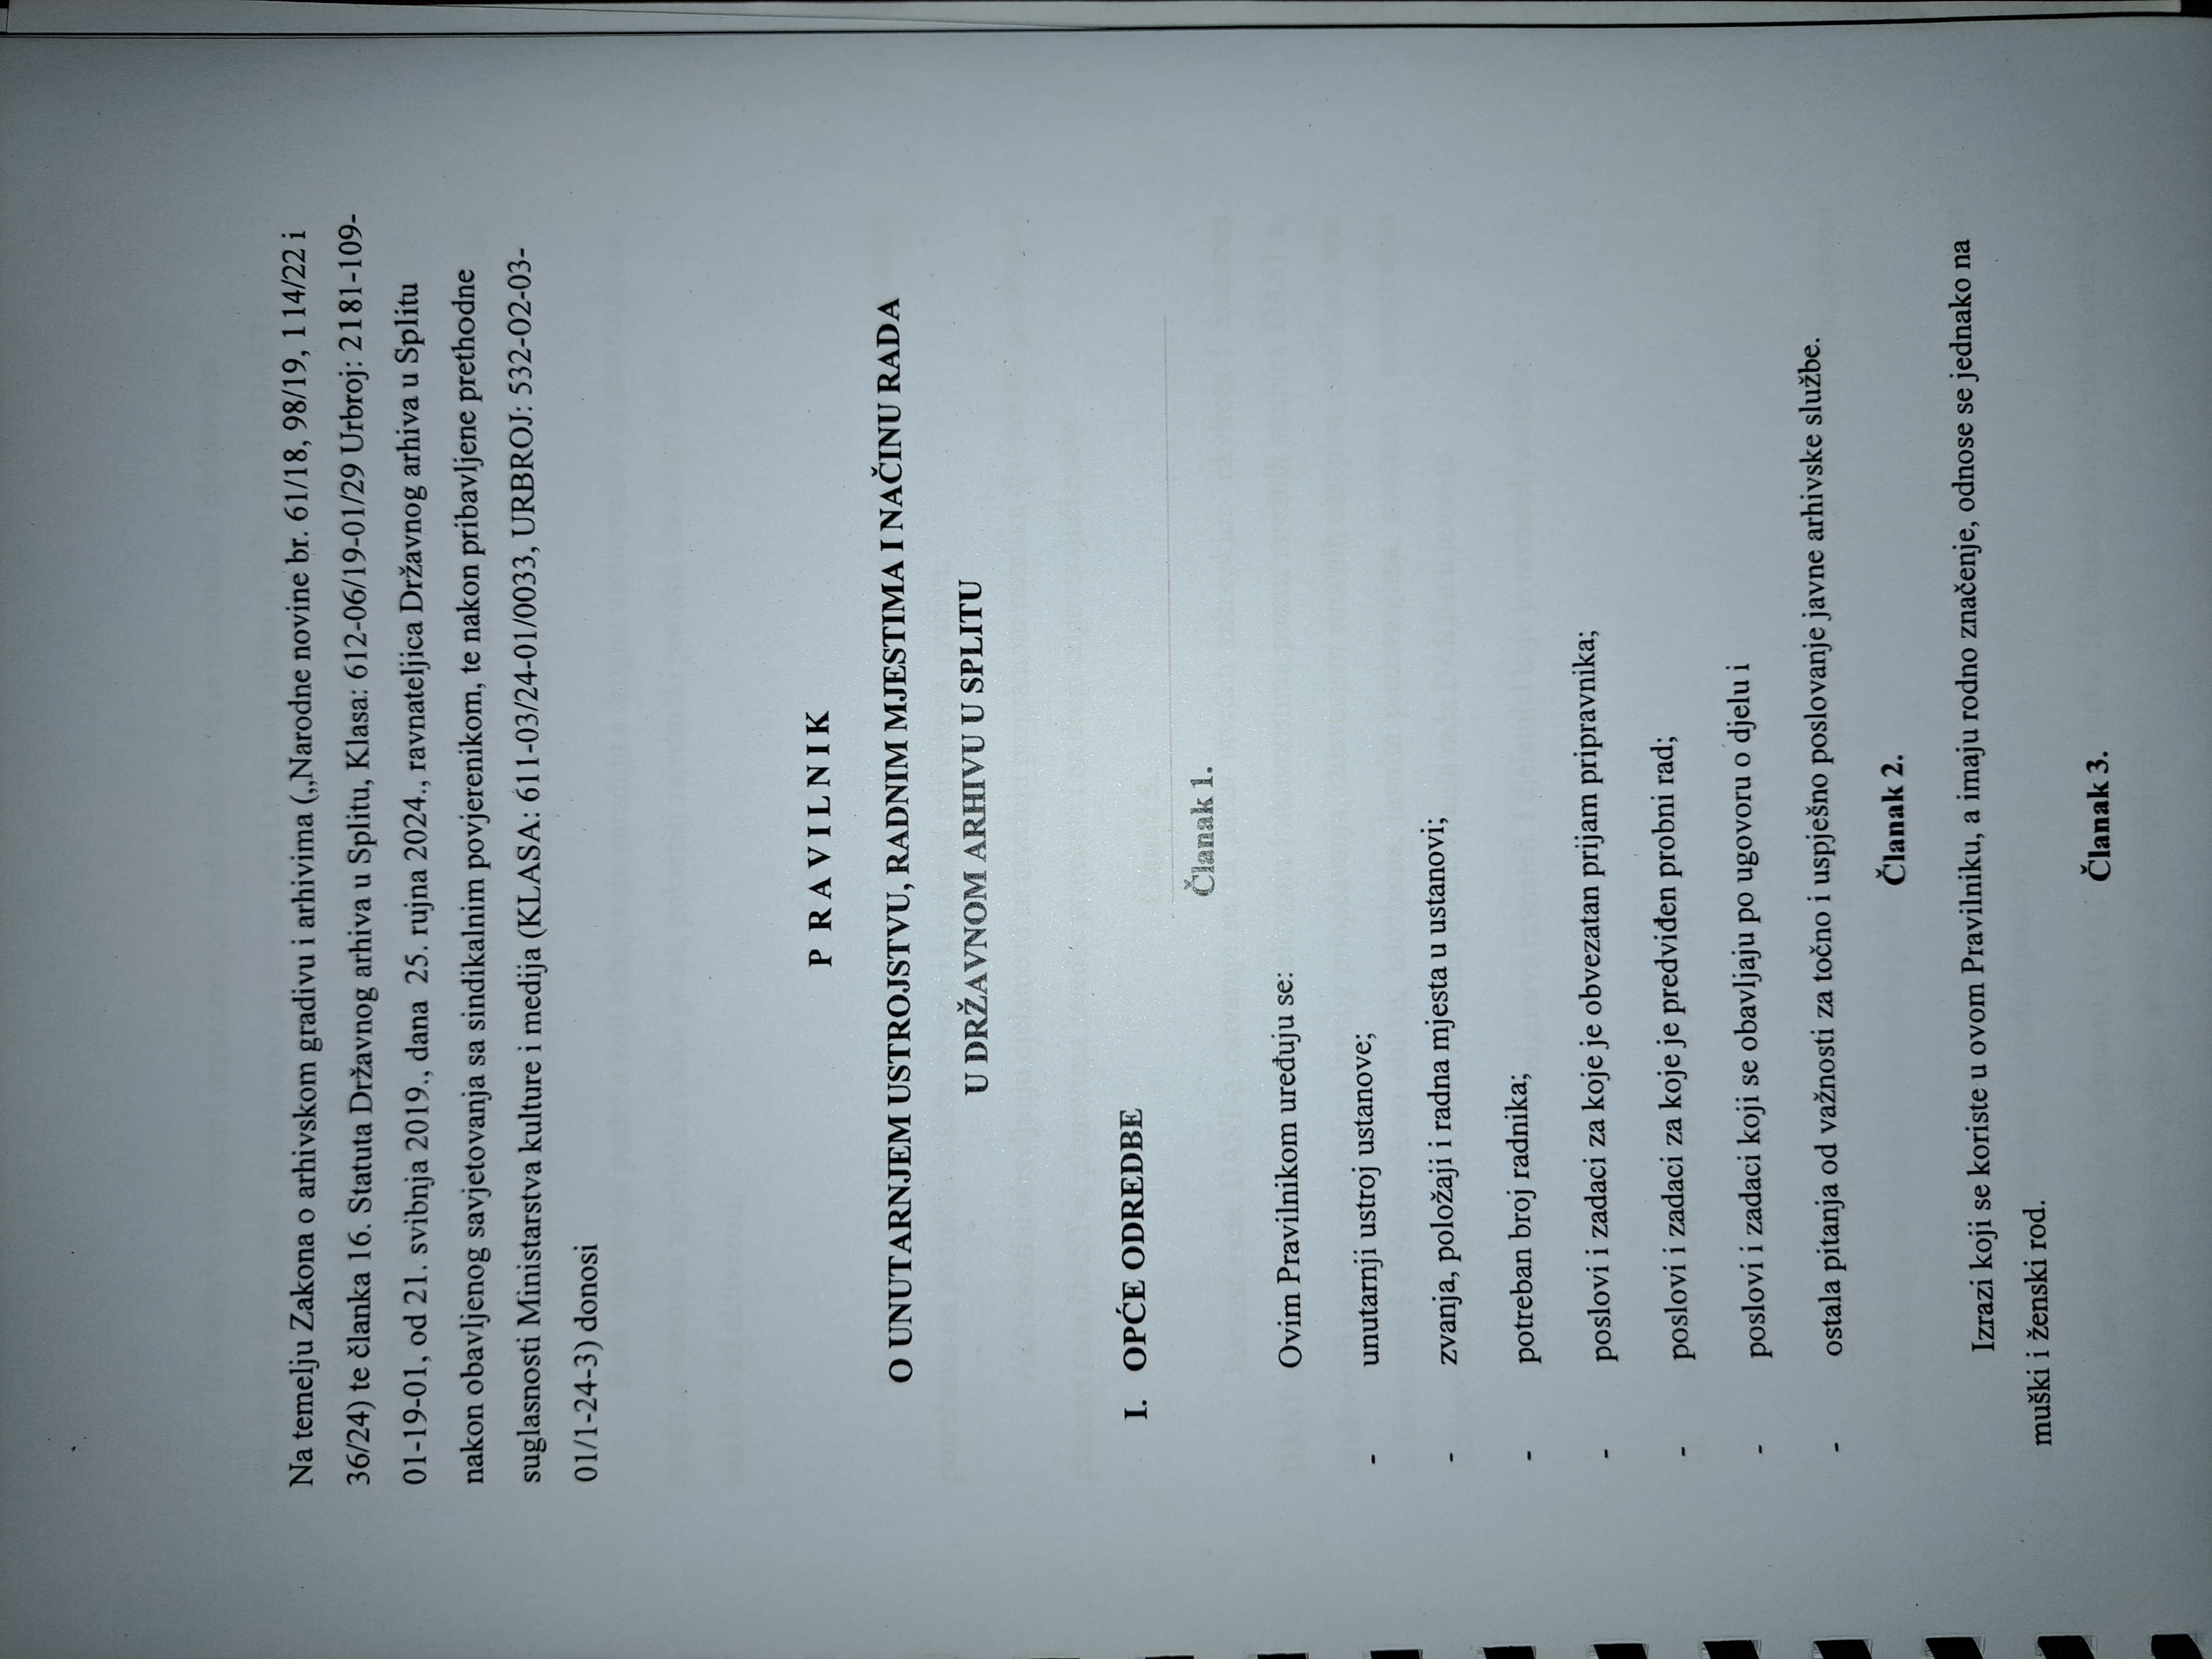 Na temelju Zakona o arhivskom gradivu i arhivima („Narodne novine br. 61/18, 98/19, 114/22 i
36/24) te članka 16. Statuta Državnog arhiva u Splitu, Klasa: 612-06/19-01/29 Urbroj: 2181-109-
01-19-01, od 21. svibnja 2019., dana 25. rujna 2024., ravnateljica Državnog arhiva u Splitu
nakon obavljenog savjetovanja sa sindikalnim povjerenikom, te nakon pribavljene prethodne
suglasnosti Ministarstva kulture i medija (KLASA: 611-03/24-01/0033, URBROJ: 532-O2-03-
01/1-24-3) donosi
P R A V I L N I K
O UNUTARNJEM USTROJSTVU, RADNIM MJESTIMA I NAČINU RADA
U DRŽAVNOM ARHIVU U SPLITU
I. OPĆE ODREDBE
Članak 1.
Ovim Pravilnikom uređuju se:
- unutarnji ustroj ustanove;
- zvanja, položaji i radna mjesta u ustanovi;
- potreban broj radnika;
- poslovi i zadaci za koje je obvezatan prijam pripravnika;
- poslovi i zadaci za koje je predviđen probni rad;
- poslovi i zadaci koji se obavljaju po ugovoru o djelu i
- ostala pitanja od važnosti za točno i uspješno poslovanje javne arhivske službe.
Članak 2.
Izrazi koji se koriste u ovom Pravilniku, a imaju rodno značenje, odnose se jednako na
muški i ženski rod.
Članak 3.